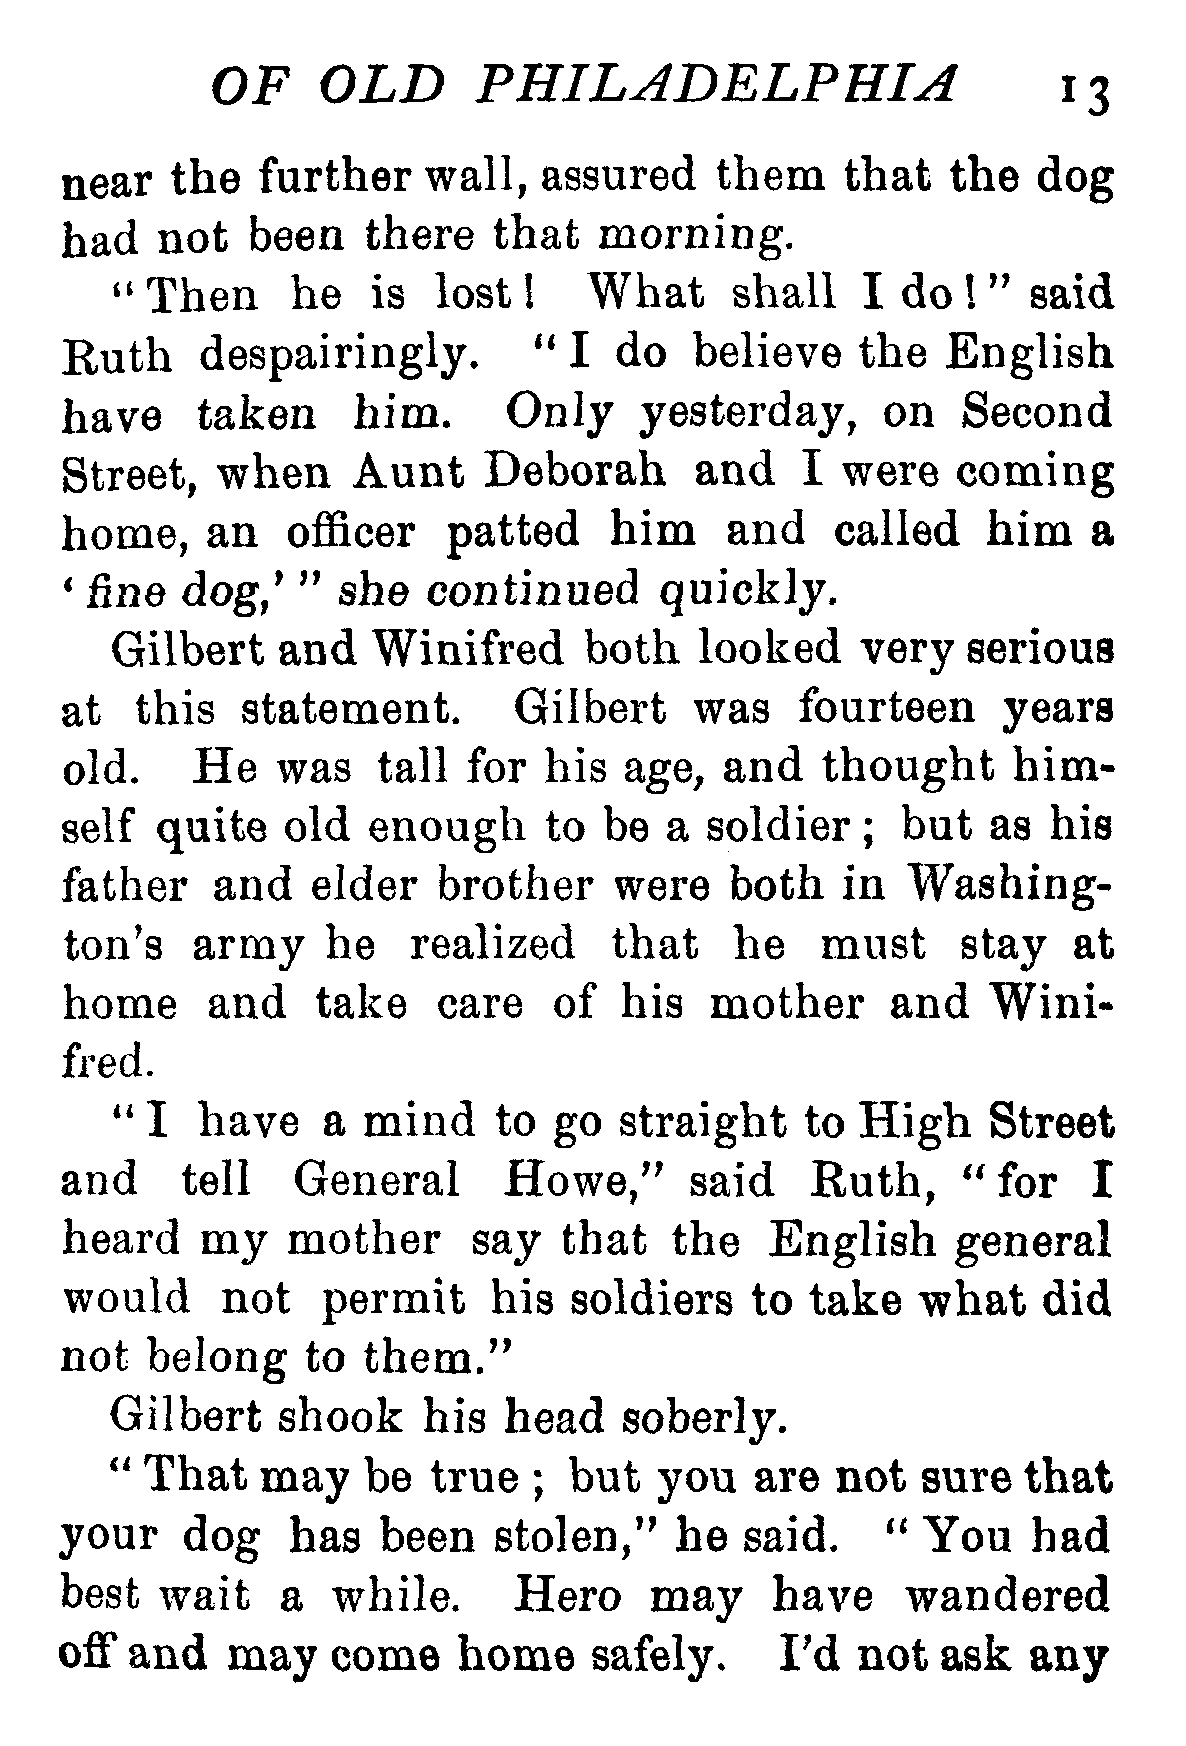 OF OLD PHILADELPHIA 13
near the further wall, assured them that the dog
had not been there that morning.
“Then he is lost! What shall I do!” said
Ruth despairingly. “I do believe the English
have taken him. Only yesterday, on Second
Street, when Aunt Deborah and I were coming
home, an officer patted him and called him a
‘fine dog,’” she continued quickly.
Gilbert and Winifred both looked very serious
at this statement. Gilbert was fourteen years
old. He was tall for his age, and thought him-
self quite old enough to be a soldier; but as his
father and elder brother were both in Washing-
ton’s army he realized that he must stay at
home and take care of his mother and Wini-
fred.
“I have a mind to go straight to High Street
and tell General Howe,” said Ruth, “for I
heard my mother say that the English general
would not permit his soldiers to take what did
not belong to them.”
Gilbert shook his head soberly.
“That may be true; but you are not sure that
your dog has been stolen,” he said. “You had
best wait a while. Hero may have wandered
off and may come home safely. I’d not ask any